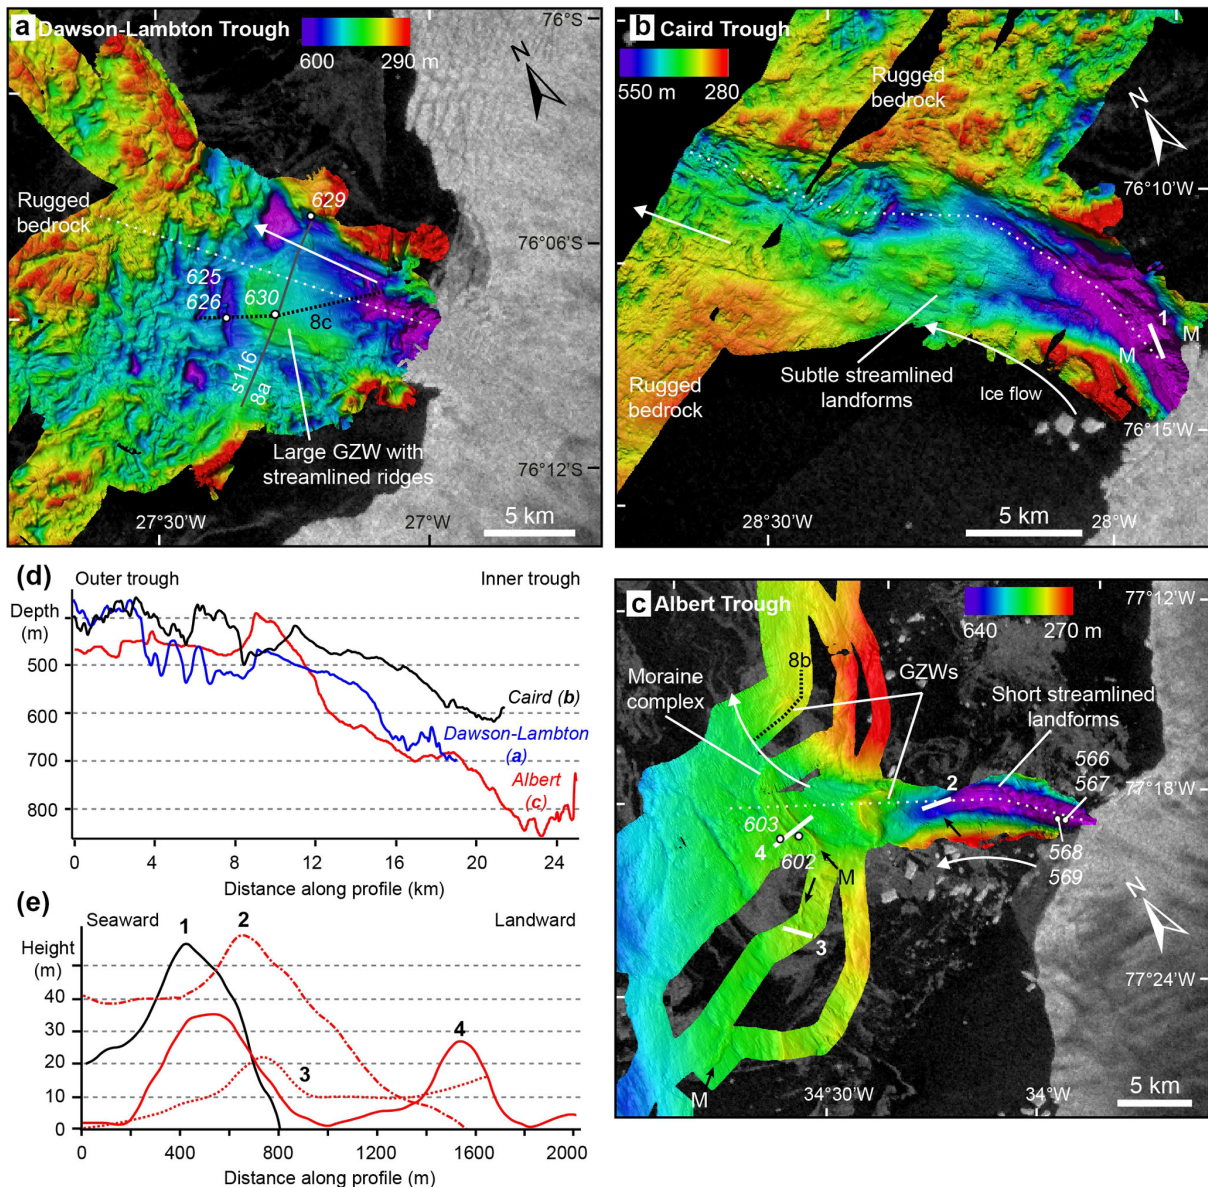 a Dawson-Lambton Trough
600 290 m
N
76°S
629
Rugged
bedrock
76°06'S
625
626
630
8c
s116
8a
Large GZW with
streamlined ridges
76°12'S
27°30'W
27°W
5 km
b Caird Trough
550 m 280
Rugged
bedrock
N
76°10'W
1
M
M
Subtle streamlined
landforms
Ice flow
Rugged
bedrock
76°15'W
5 km
28°30'W
28°W
c Albert Trough
640 270 m
77°12'W
8b
GZWs
Moraine
complex
Short streamlined
landforms
566
567
77°18'W
2
603
4
602
568
569
M
3
N
77°24'W
34°30'W
34°W
5 km
M
(d)
Outer trough Inner trough
Depth
(m)
500
600
700
800
Caird (b)
Dawson-Lambton
(a)
Albert
(c)
0 4 8 12 16 20 24
Distance along profile (km)
(e)
Seaward Landward
Height
(m)
40
30
20
10
0
1
2
3
4
0 400 800 1200 1600 2000
Distance along profile (m)